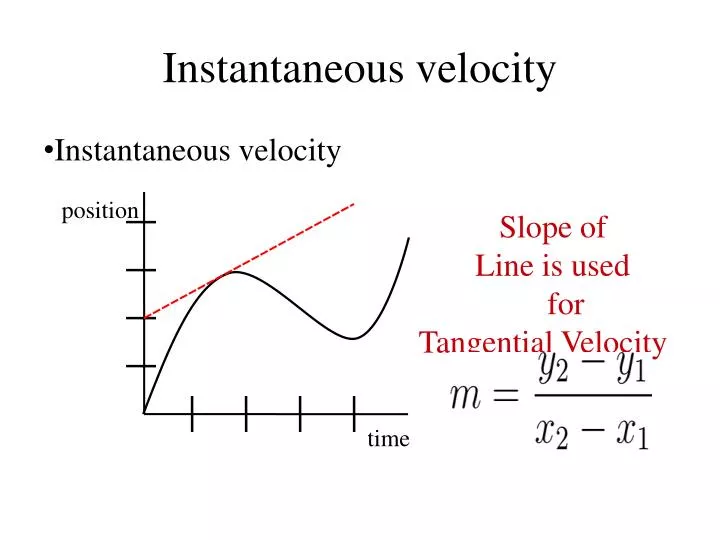 Instantaneous velocity
•Instantaneous velocity
position
Slope of
Line is used
for
Tangential Velocity
m = \frac{y_2 - y_1}{x_2 - x_1}
time